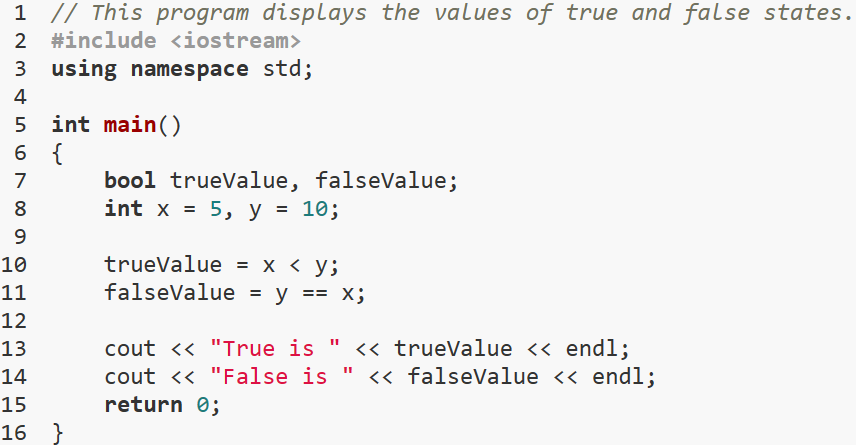 1 // This program displays the values of true and false states.
2 #include <iostream>
3 using namespace std;
4
5 int main()
6 {
7     bool trueValue, falseValue;
8     int x = 5, y = 10;
9
10     trueValue = x < y;
11     falseValue = y == x;
12
13     cout << "True is " << trueValue << endl;
14     cout << "False is " << falseValue << endl;
15     return 0;
16 }